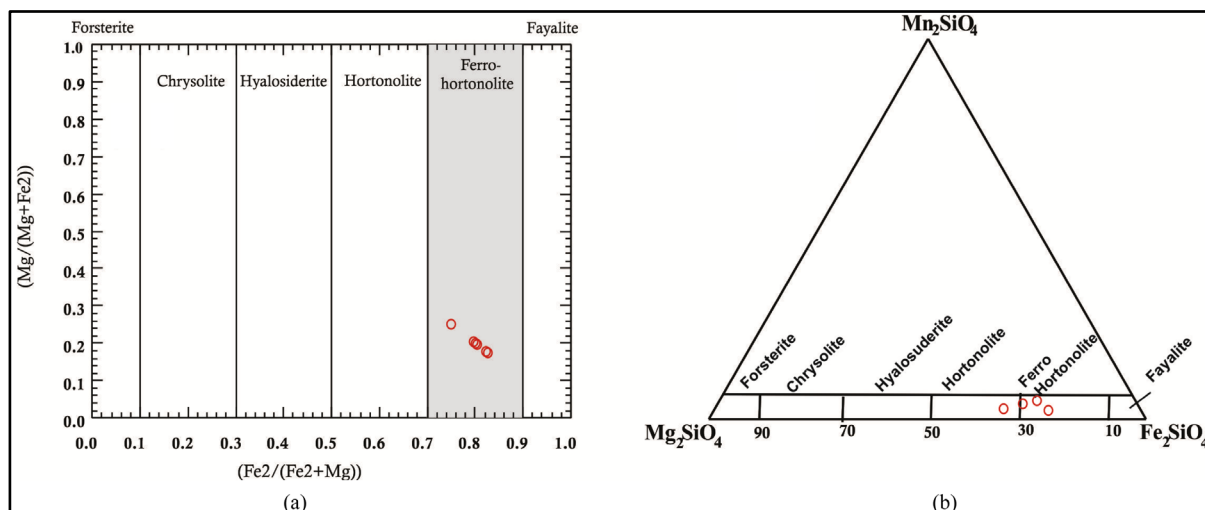 Forsterite Fayalite
1.0
0.9
0.8
0.7
0.6
0.5
0.4
0.3
0.2
0.1
0.0
(Mg/(Mg+Fe2))
Chrysolite Hyalosiderite Hortonolite Ferro-
hortonolite
0.0 0.1 0.2 0.3 0.4 0.5 0.6 0.7 0.8 0.9 1.0
(Fe2/(Fe2+Mg))
(a)
Mn₂SiO₄
Forsterite
Chrysolite
Hyalosuderite
Hortonolite
Ferro
Hortonolite
Fayalite
Mg₂SiO₄ 90 70 50 30 10 Fe₂SiO₄
(b)